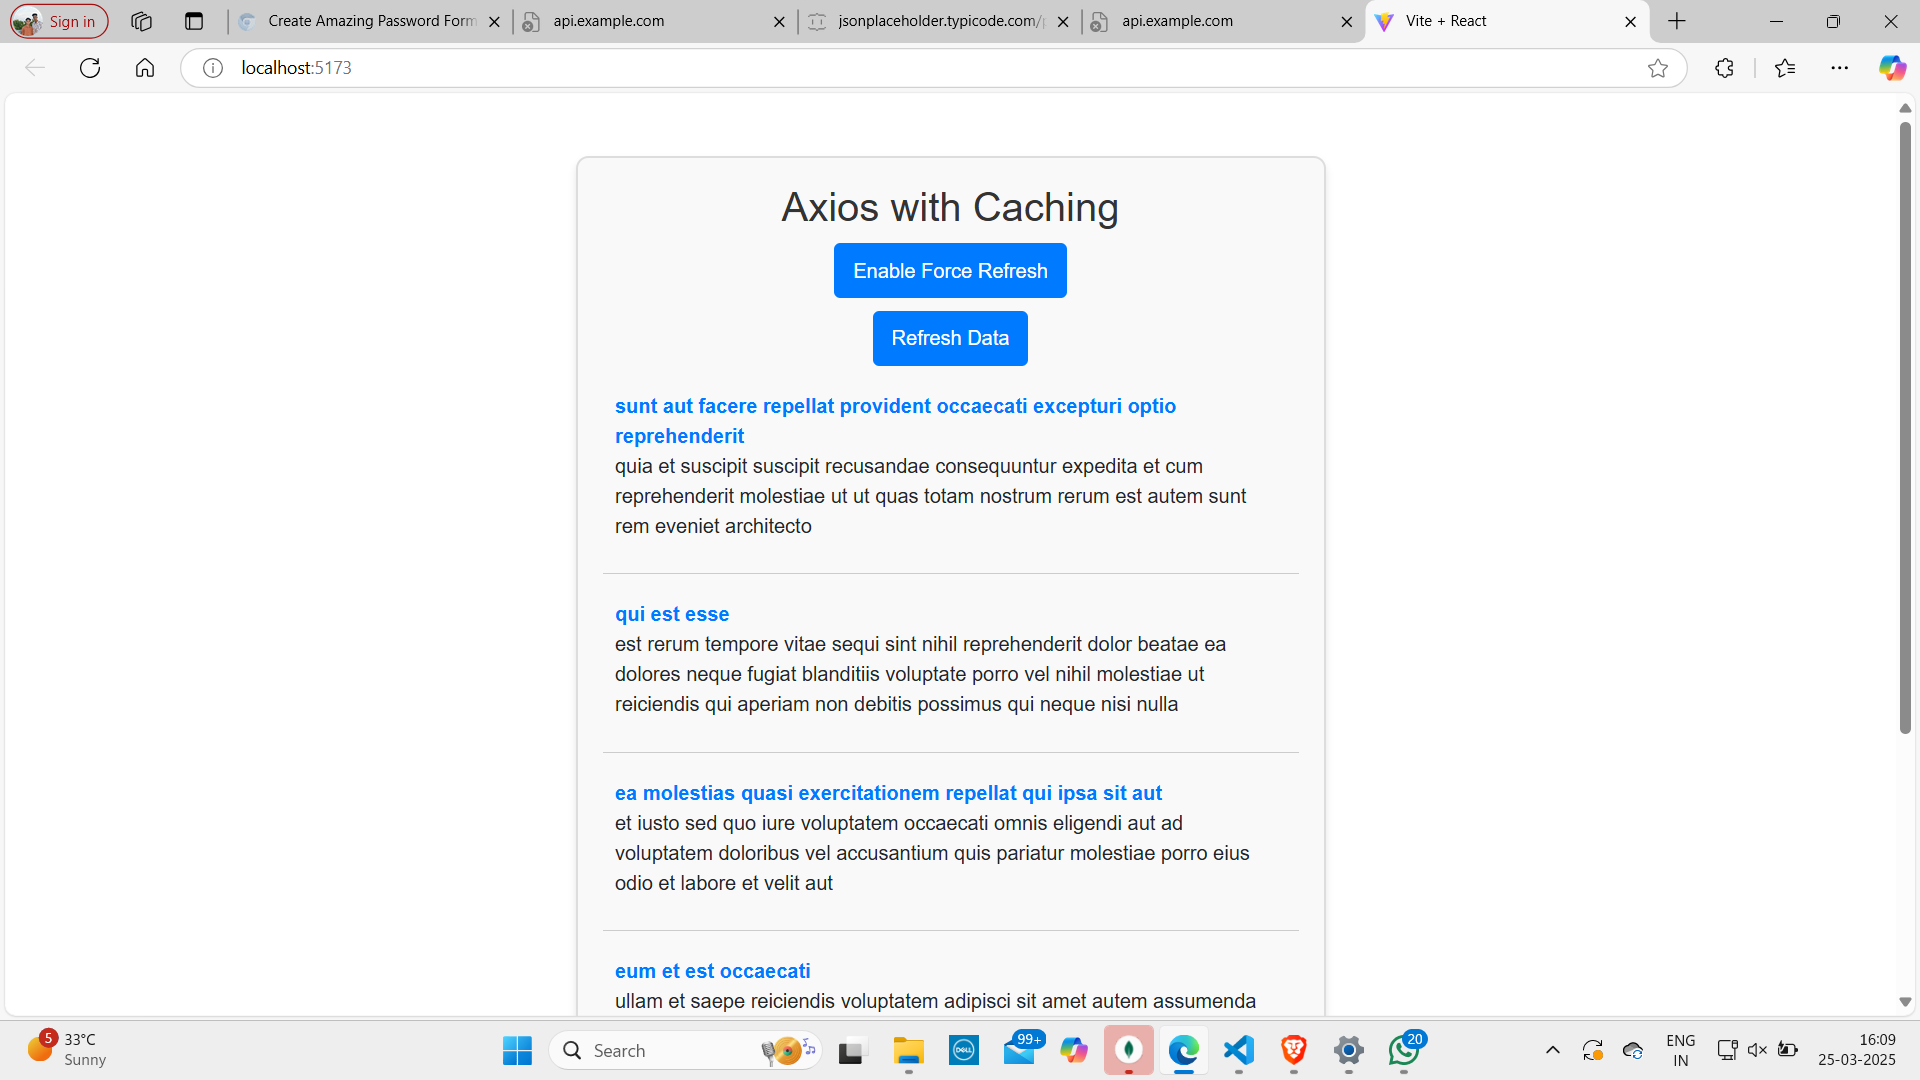 Sign in
Create Amazing Password Form
api.example.com
jsonplaceholder.typicode.com/
api.example.com
Vite + React
localhost:5173
Axios with Caching
Enable Force Refresh
Refresh Data
sunt aut facere repellat provident occaecati excepturi optio
reprehenderit
quia et suscipit suscipit recusandae consequuntur expedita et cum
reprehenderit molestiae ut ut quas totam nostrum rerum est autem sunt
rem eveniet architecto
qui est esse
est rerum tempore vitae sequi sint nihil reprehenderit dolor beatae ea
dolores neque fugiat blanditiis voluptate porro vel nihil molestiae ut
reiciendis qui aperiam non debitis possimus qui neque nisi nulla
ea molestias quasi exercitationem repellat qui ipsa sit aut
et iusto sed quo iure voluptatem occaecati omnis eligendi aut ad
voluptatem doloribus vel accusantium quis pariatur molestiae porro eius
odio et labore et velit aut
eum et est occaecati
ullam et saepe reiciendis voluptatem adipisci sit amet autem assumenda
5
33°C
Sunny
Search
DELL
99+
20
ENG
IN
16:09
25-03-2025